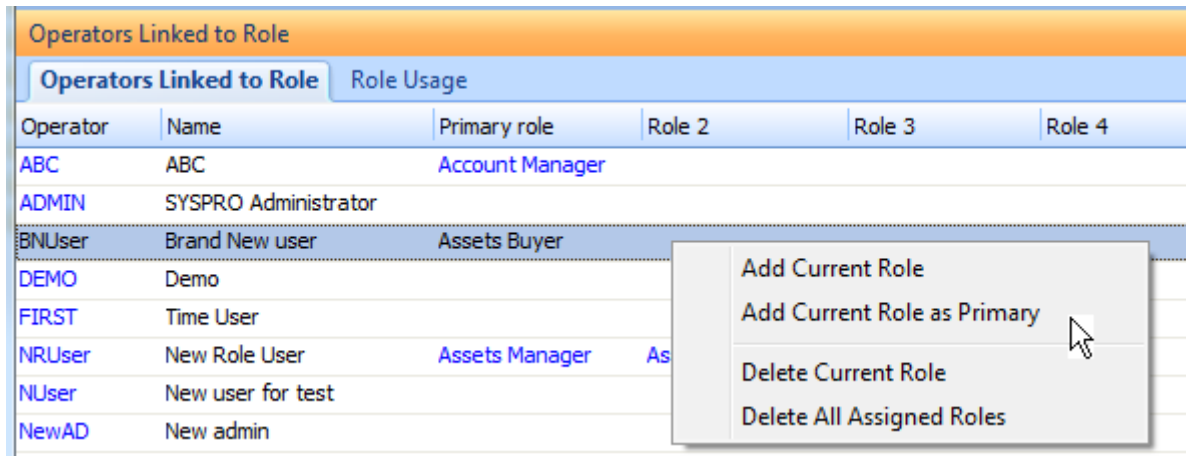 Operators Linked to Role
Operators Linked to Role Role Usage
Operator Name Primary role Role 2 Role 3 Role 4
ABC ABC Account Manager
ADMIN SYSPRO Administrator
BNUser Brand New user Assets Buyer
DEMO Demo
FIRST Time User
NRUser New Role User Assets Manager As
NUser New user for test
NewAD New admin
Add Current Role
Add Current Role as Primary
Delete Current Role
Delete All Assigned Roles